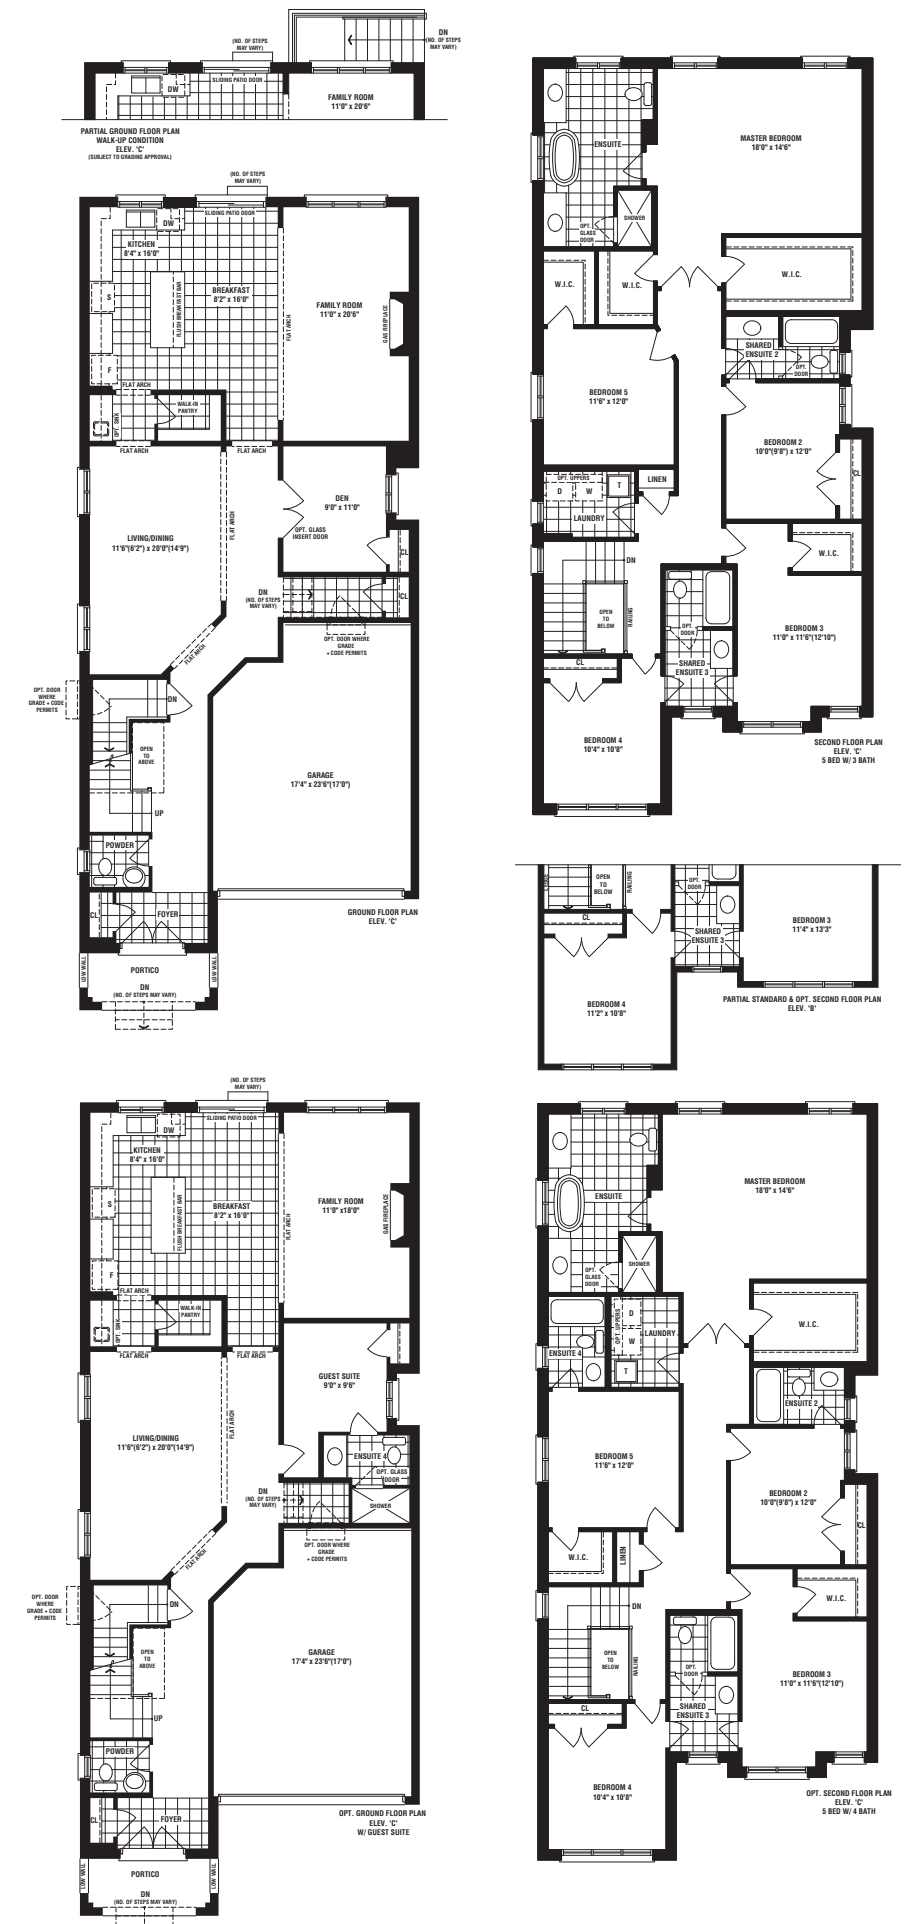 (NO. OF STEPS
MAY VARY)
DN
(NO. OF STEPS
MAY VARY)
SLIDING PATIO DOOR
DW
FAMILY ROOM
11'0" x 20'6"
PARTIAL GROUND FLOOR PLAN
WALK-UP CONDITION
ELEV. 'C'
(SUBJECT TO GRADING APPROVAL)
(NO. OF STEPS
MAY VARY)
SLIDING PATIO DOOR
DW
KITCHEN
8'4" x 16'0"
BREAKFAST
8'2" x 16'0"
FAMILY ROOM
11'0" x 20'6"
S
FLUSH BREAKFAST BAR
FLAT ARCH
GAS FIREPLACE
F
FLAT ARCH
OPT. SINK
WALK-IN
PANTRY
FLAT ARCH
FLAT ARCH
DEN
9'0" x 11'0"
FLAT ARCH
OPT. GLASS
INSERT DOOR
LIVING/DINING
11'6"(6'2") x 20'0"(14'9")
CL
DN
(NO. OF STEPS
MAY VARY)
CL
OPT. DOOR WHERE
GRADE
+ CODE PERMITS
FLAT ARCH
OPT. DOOR
WHERE
GRADE + CODE
PERMITS
DN
OPEN
TO
ABOVE
GARAGE
17'4" x 23'6"(17'0")
UP
POWDER
CL
FOYER
GROUND FLOOR PLAN
ELEV. 'C'
LOW WALL
PORTICO
LOW WALL
DN
(NO. OF STEPS MAY VARY)
MASTER BEDROOM
18'0" x 14'6"
ENSUITE
SHOWER
OPT.
GLASS
DOOR
W.I.C.
W.I.C.
W.I.C.
SHARED
ENSUITE 2
OPT.
DOOR
BEDROOM 5
11'6" x 12'0"
BEDROOM 2
10'0"(9'8") x 12'0"
CL
OPT. UPPERS
D
W
T
LINEN
LAUNDRY
W.I.C.
DN
OPEN
TO
BELOW
RAILING
OPT.
DOOR
BEDROOM 3
11'0" x 11'6"(12'10")
CL
SHARED
ENSUITE 3
BEDROOM 4
10'4" x 10'8"
SECOND FLOOR PLAN
ELEV. 'C'
5 BED W/ 3 BATH
OPEN
TO
BELOW
RAILING
OPT.
DOOR
CL
SHARED
ENSUITE 3
BEDROOM 3
11'4" x 13'3"
BEDROOM 4
11'2" x 10'8"
PARTIAL STANDARD & OPT. SECOND FLOOR PLAN
ELEV. 'B'
(NO. OF STEPS
MAY VARY)
SLIDING PATIO DOOR
DW
KITCHEN
8'4" x 16'0"
BREAKFAST
8'2" x 16'0"
FAMILY ROOM
11'0" x18'0"
S
FLUSH BREAKFAST BAR
FLAT ARCH
GAS FIREPLACE
F
FLAT ARCH
OPT. SINK
WALK-IN
PANTRY
FLAT ARCH
FLAT ARCH
GUEST SUITE
9'0" x 9'6"
FLAT ARCH
LIVING/DINING
11'6"(6'2") x 20'0"(14'9")
ENSUITE 4
OPT. GLASS
DOOR
DN
(NO. OF STEPS
MAY VARY)
SHOWER
OPT. DOOR WHERE
GRADE
+ CODE PERMITS
FLAT ARCH
OPT. DOOR
WHERE
GRADE + CODE
PERMITS
DN
OPEN
TO
ABOVE
GARAGE
17'4" x 23'6"(17'0")
UP
POWDER
CL
FOYER
OPT. GROUND FLOOR PLAN
ELEV. 'C'
W/ GUEST SUITE
LOW WALL
PORTICO
LOW WALL
DN
(NO. OF STEPS MAY VARY)
MASTER BEDROOM
18'0" x 14'6"
ENSUITE
SHOWER
OPT.
GLASS
DOOR
OPT. UPPERS
D
W
T
LAUNDRY
W.I.C.
ENSUITE 4
ENSUITE 2
BEDROOM 5
11'6" x 12'0"
BEDROOM 2
10'0"(9'8") x 12'0"
CL
W.I.C.
LINEN
W.I.C.
DN
OPEN
TO
BELOW
RAILING
OPT.
DOOR
BEDROOM 3
11'0" x 11'6"(12'10")
CL
SHARED
ENSUITE 3
BEDROOM 4
10'4" x 10'8"
OPT. SECOND FLOOR PLAN
ELEV. 'C'
5 BED W/ 4 BATH